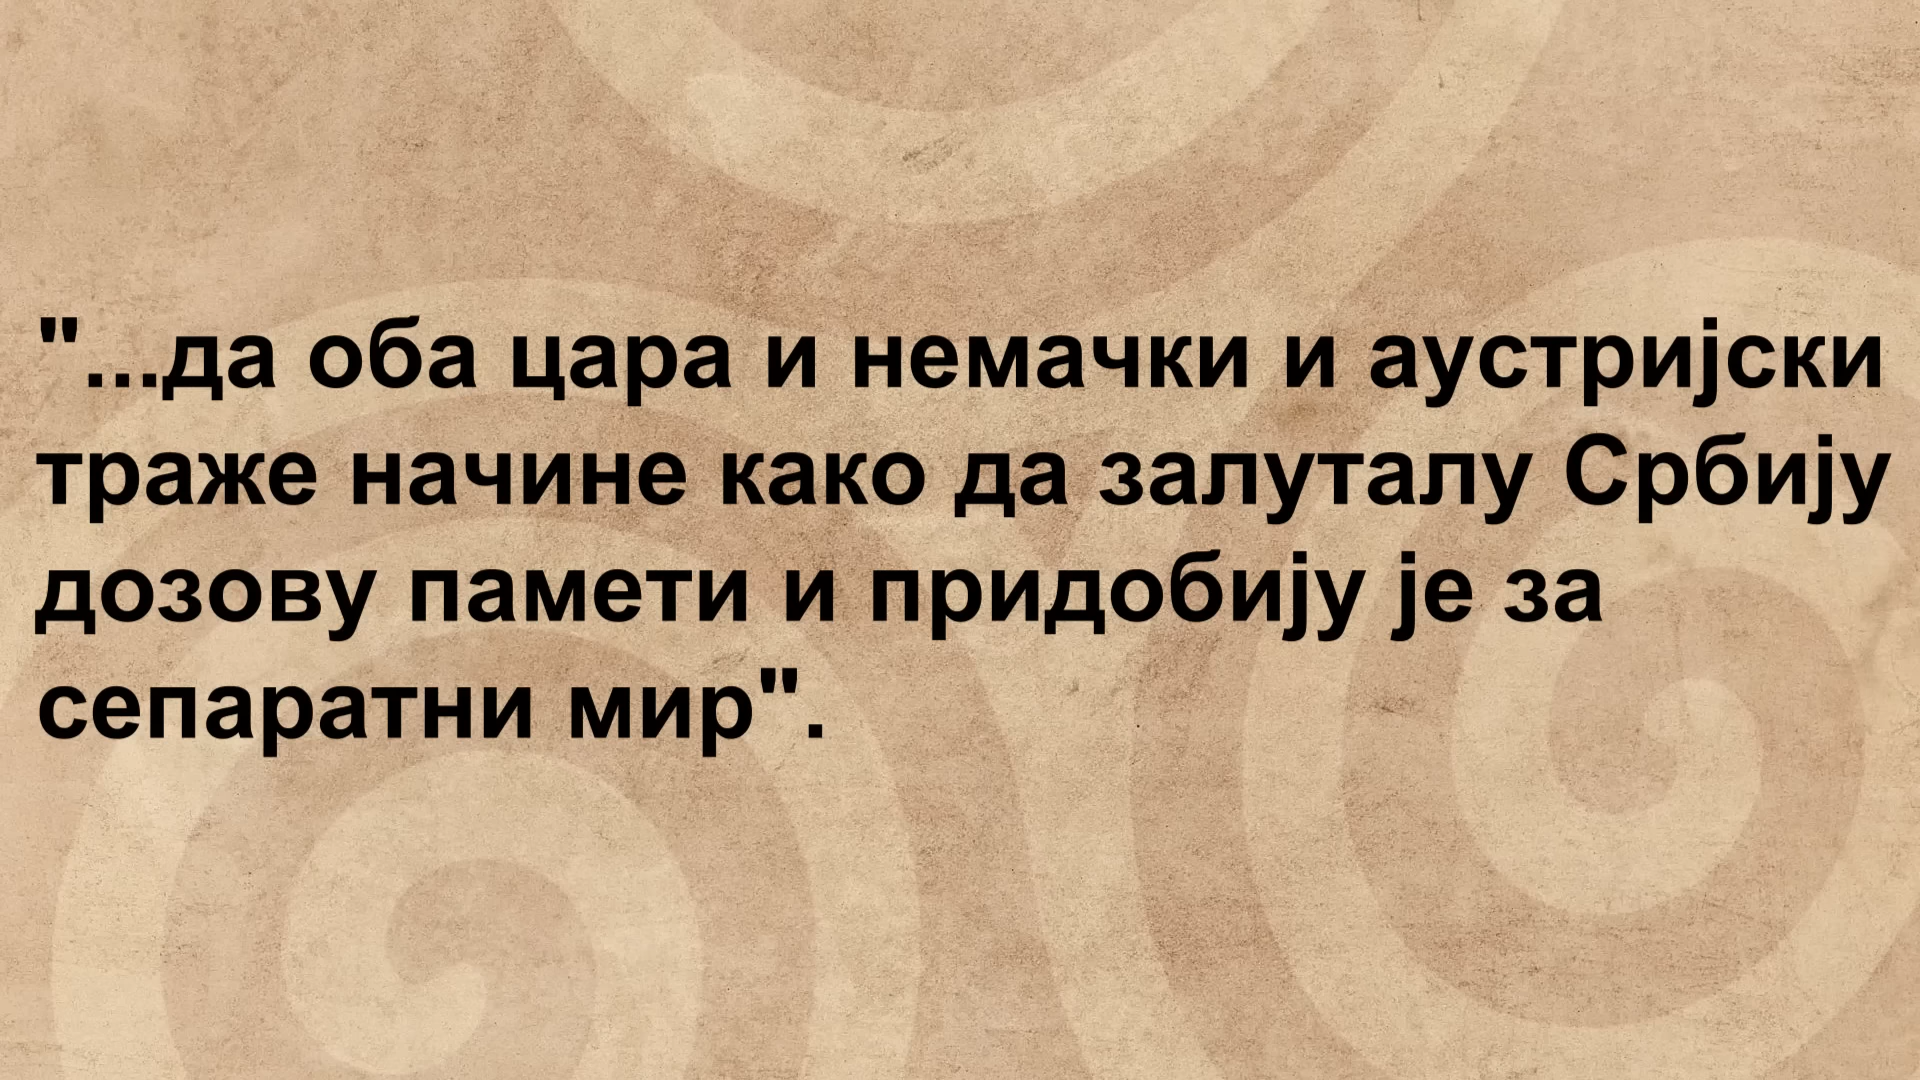 "...да оба цара и немачки и аустријски
траже начине како да залуталу Србију
дозову памети и придобију је за
сепаратни мир".